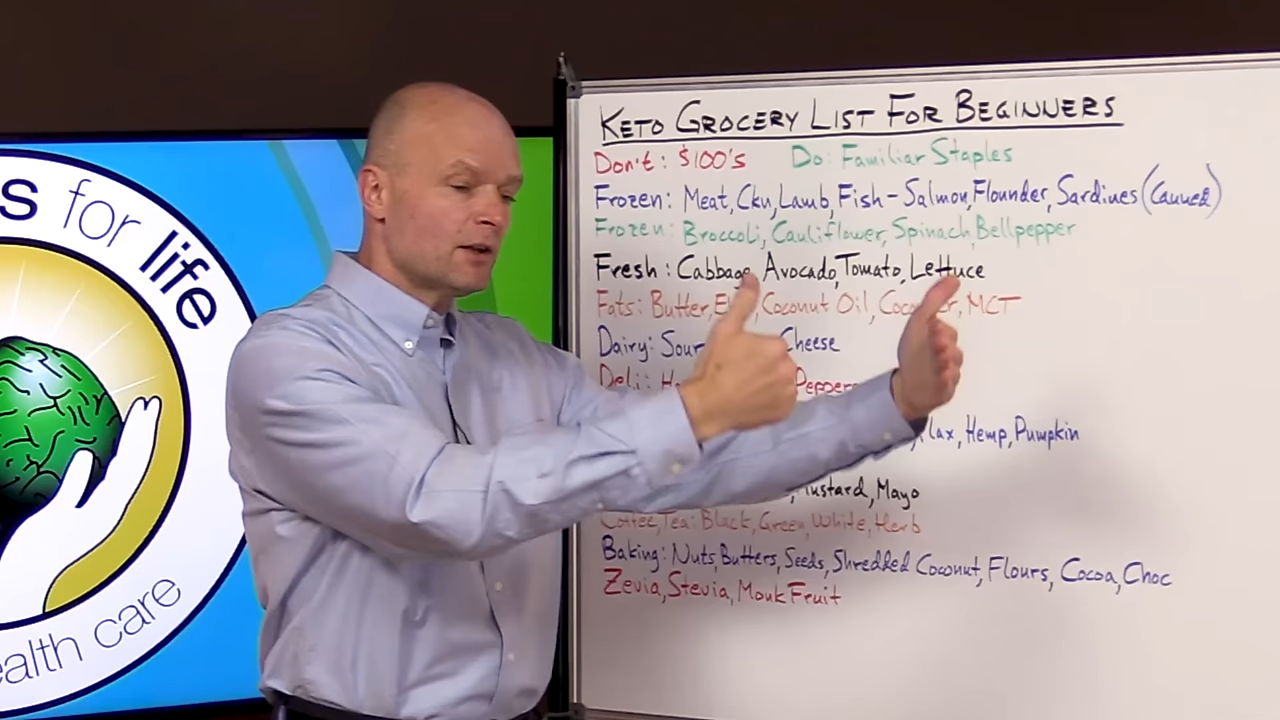 s for life
ealth care
KETO GROCERY LIST FOR BEGINNERS
Don't: $100's Do: Familiar Staples
Frozen: Meat, Ckn, Lamb, Fish - Salmon, Flounder, Sardines (Canned)
Frozen: Broccoli, Cauliflower, Spinach, Bellpepper
Fresh: Cabbage, Avocado, Tomato, Lettuce
Fats: Butter, Coconut Oil, MCT
Dairy: Sour Cheese
Deli:
lax, Hemp, Pumpkin
ustard, Mayo
Coffee, Tea: Black, Green, White, Herb
Baking: Nuts, Butters, Seeds, Shredded Coconut, Flours, Cocoa, Choc
Zevia, Stevia, Monk Fruit